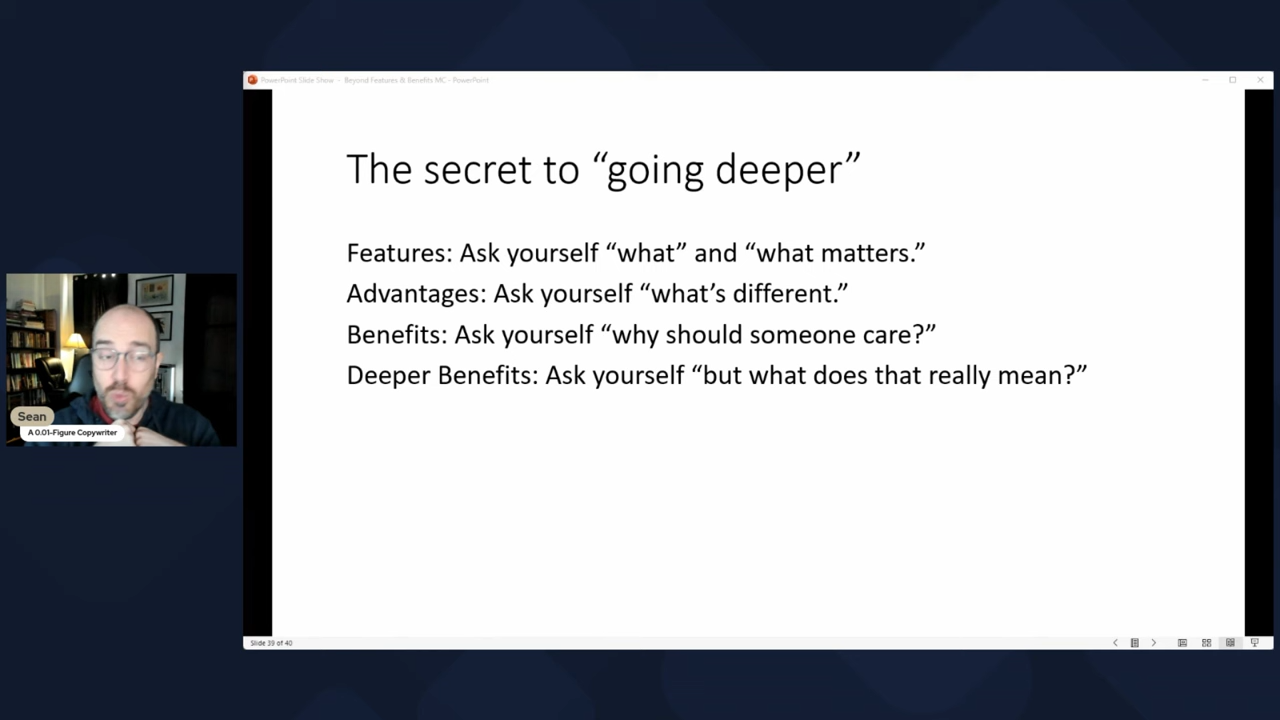 PowerPoint Slide Show - Beyond Features & Benefits MC - PowerPoint
The secret to “going deeper”
Features: Ask yourself “what” and “what matters.”
Advantages: Ask yourself “what’s different.”
Benefits: Ask yourself “why should someone care?”
Deeper Benefits: Ask yourself “but what does that really mean?”
Sean
A 0.01-Figure Copywriter
Slide 39 of 40